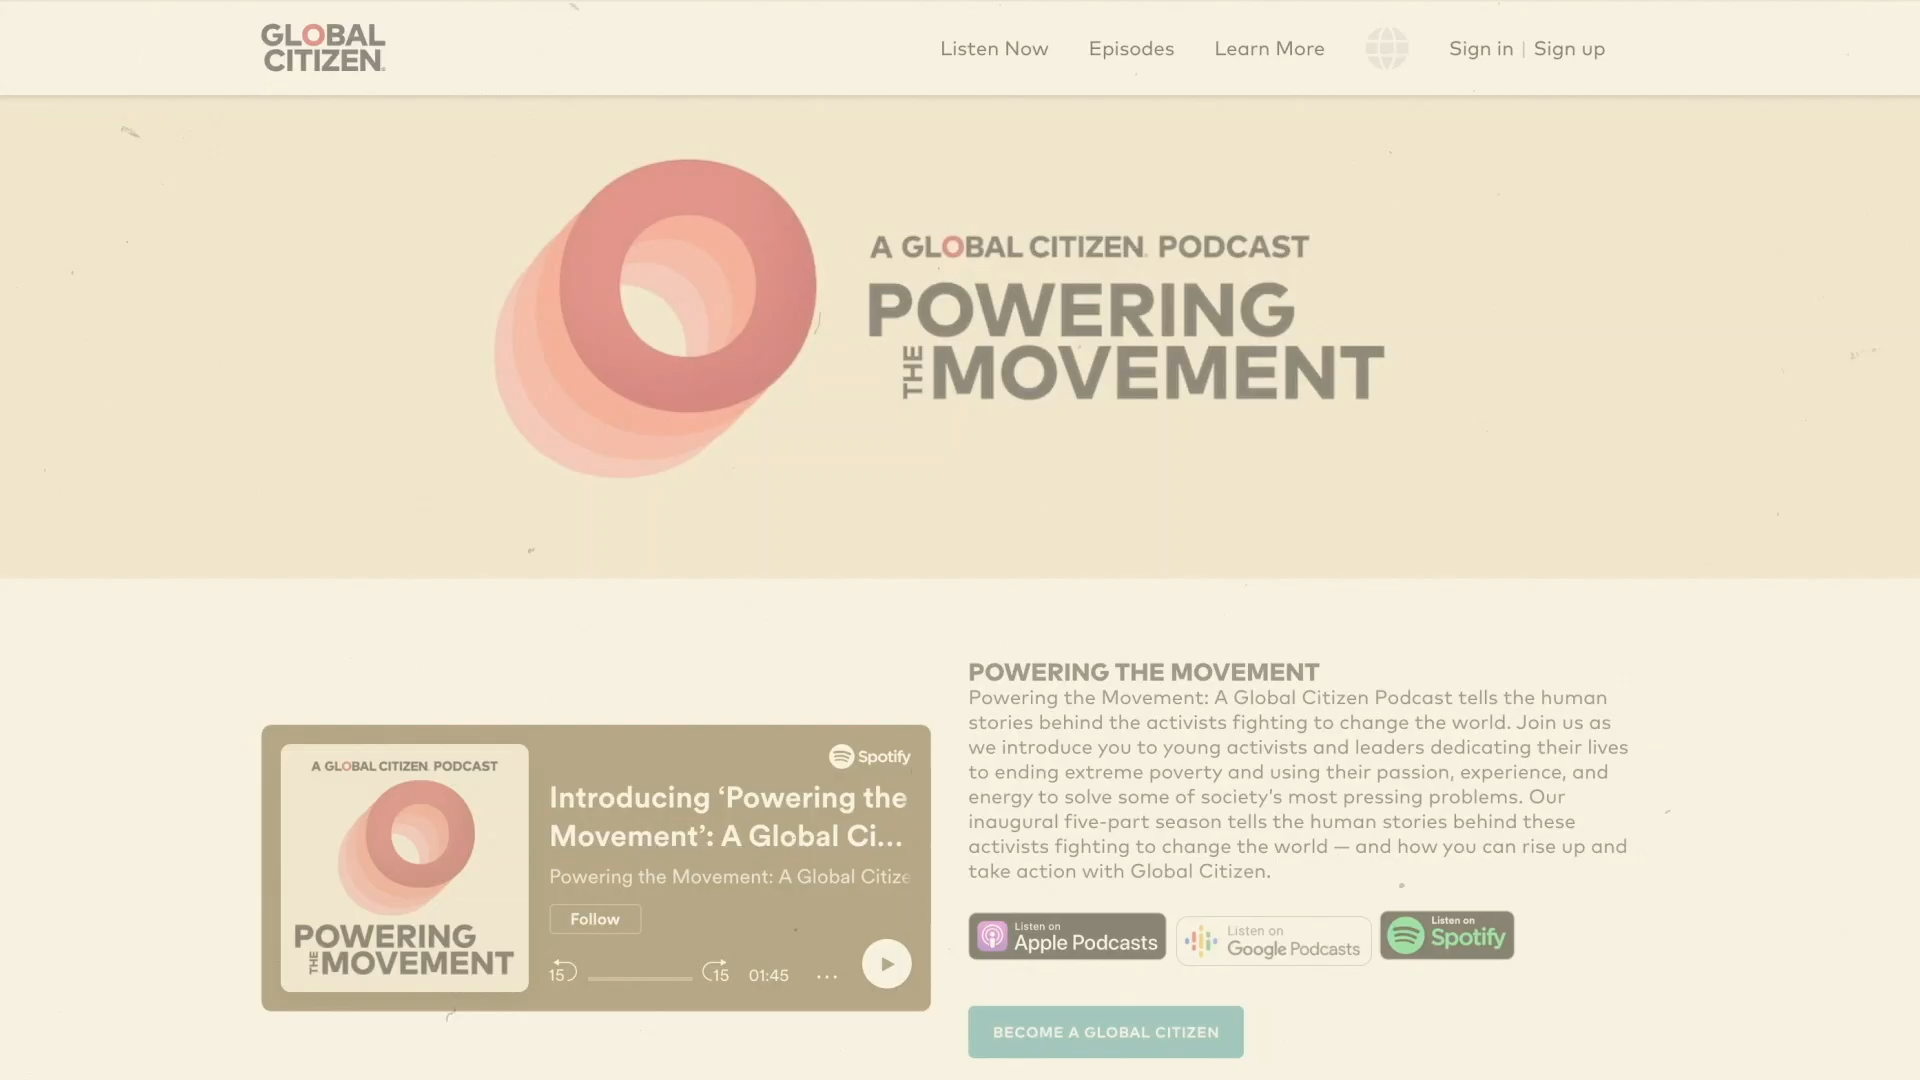 GLOBAL
CITIZEN
Listen Now
Episodes
Learn More
Sign in | Sign up
A GLOBAL CITIZEN PODCAST
POWERING
THE MOVEMENT
A GLOBAL CITIZEN PODCAST
POWERING
THE MOVEMENT
Spotify
Introducing ‘Powering the
Movement’: A Global Ci...
Powering the Movement: A Global Citize
Follow
15
15
01:45
...
POWERING THE MOVEMENT
Powering the Movement: A Global Citizen Podcast tells the human
stories behind the activists fighting to change the world. Join us as
we introduce you to young activists and leaders dedicating their lives
to ending extreme poverty and using their passion, experience, and
energy to solve some of society's most pressing problems. Our
inaugural five-part season tells the human stories behind these
activists fighting to change the world — and how you can rise up and
take action with Global Citizen.
Listen on
Apple Podcasts
Listen on
Google Podcasts
Listen on
Spotify
BECOME A GLOBAL CITIZEN